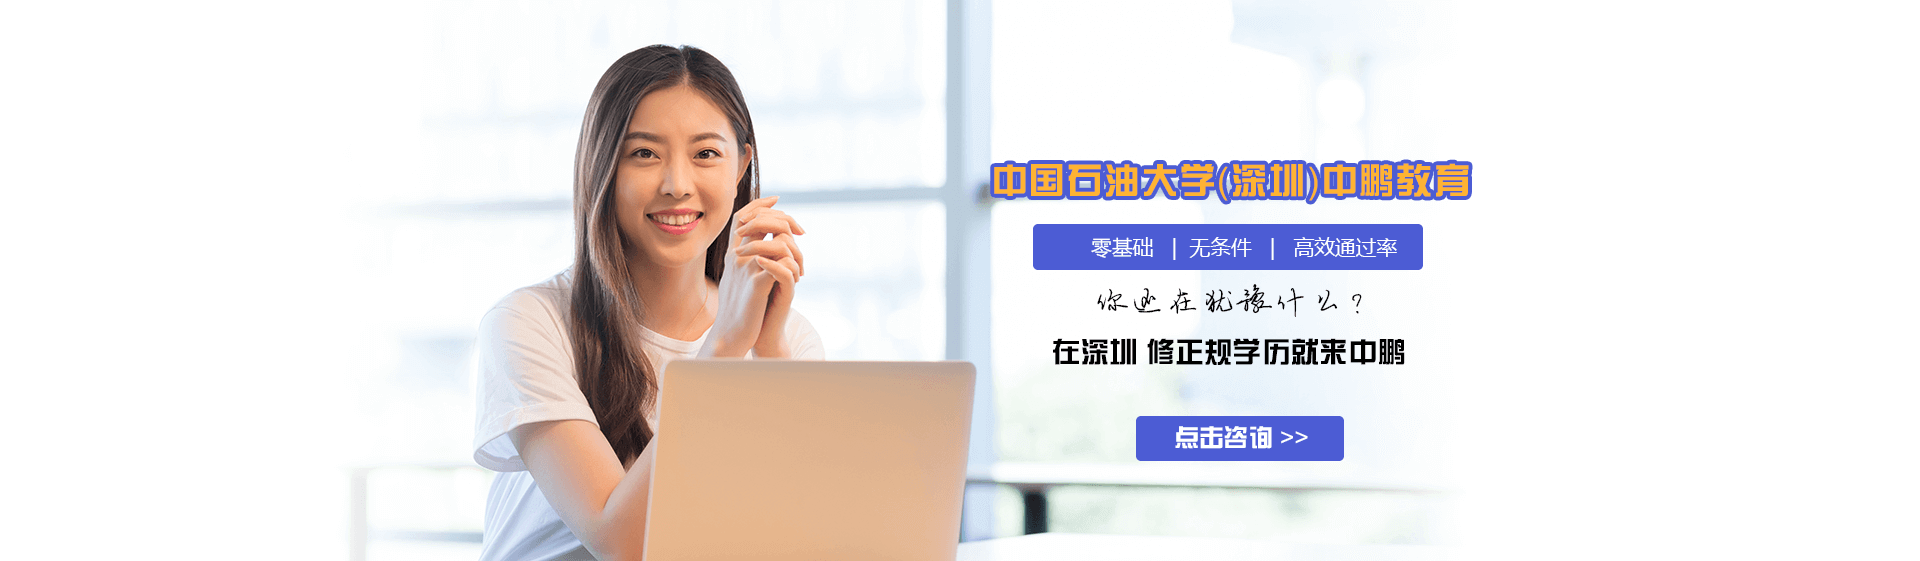 中国石油大学(深圳)中鹏教育
零基础 | 无条件 | 高效通过率
你还在犹豫什么?
在深圳 修正规学历就来中鹏
点击咨询 >>